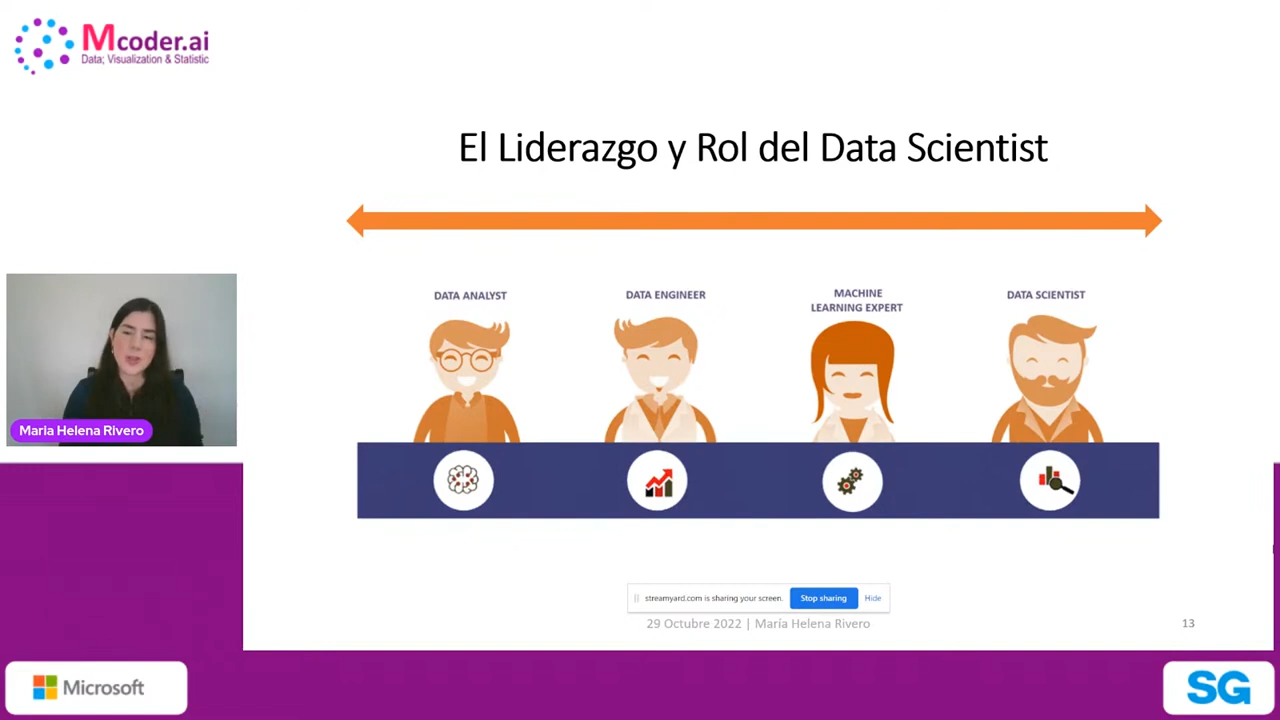 Mcoder.ai
Data; Visualization & Statistic
El Liderazgo y Rol del Data Scientist
DATA ANALYST
DATA ENGINEER
MACHINE
LEARNING EXPERT
DATA SCIENTIST
Maria Helena Rivero
streamyard.com is sharing your screen.
Stop sharing
Hide
29 Octubre 2022 | María Helena Rivero
13
Microsoft
SG